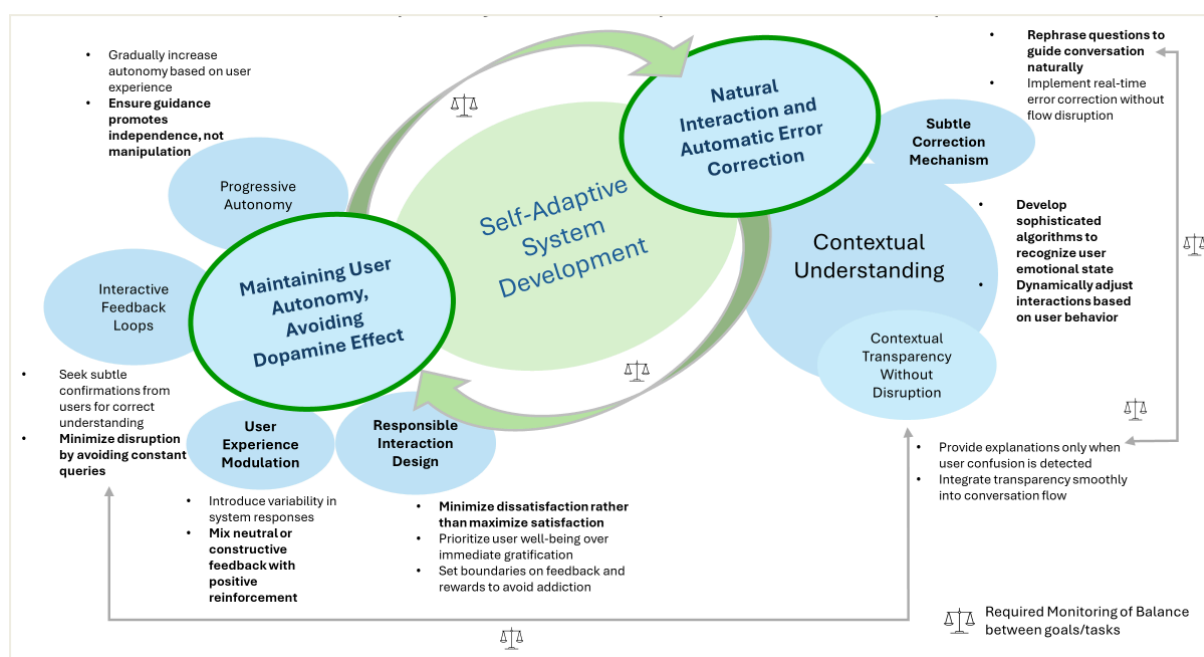 • Gradually increase
autonomy based on user
experience
• Ensure guidance
promotes
independence, not
manipulation
Progressive
Autonomy
Interactive
Feedback
Loops
Maintaining User
Autonomy,
Avoiding
Dopamine Effect
Self-Adaptive
System
Development
Natural
Interaction and
Automatic Error
Correction
• Rephrase questions to
guide conversation
naturally
• Implement real-time
error correction without
flow disruption
Subtle
Correction
Mechanism
Contextual
Understanding
• Develop
sophisticated
algorithms to
recognize user
emotional state
• Dynamically adjust
interactions based
on user behavior
Contextual
Transparency
Without
Disruption
• Seek subtle
confirmations from
users for correct
understanding
• Minimize disruption
by avoiding constant
queries
User
Experience
Modulation
Responsible
Interaction
Design
• Introduce variability in
system responses
• Mix neutral or
constructive
feedback with
positive
reinforcement
• Minimize dissatisfaction rather
than maximize satisfaction
• Prioritize user well-being over
immediate gratification
• Set boundaries on feedback and
rewards to avoid addiction
• Provide explanations only when
user confusion is detected
• Integrate transparency smoothly
into conversation flow
Required Monitoring of Balance
between goals/tasks